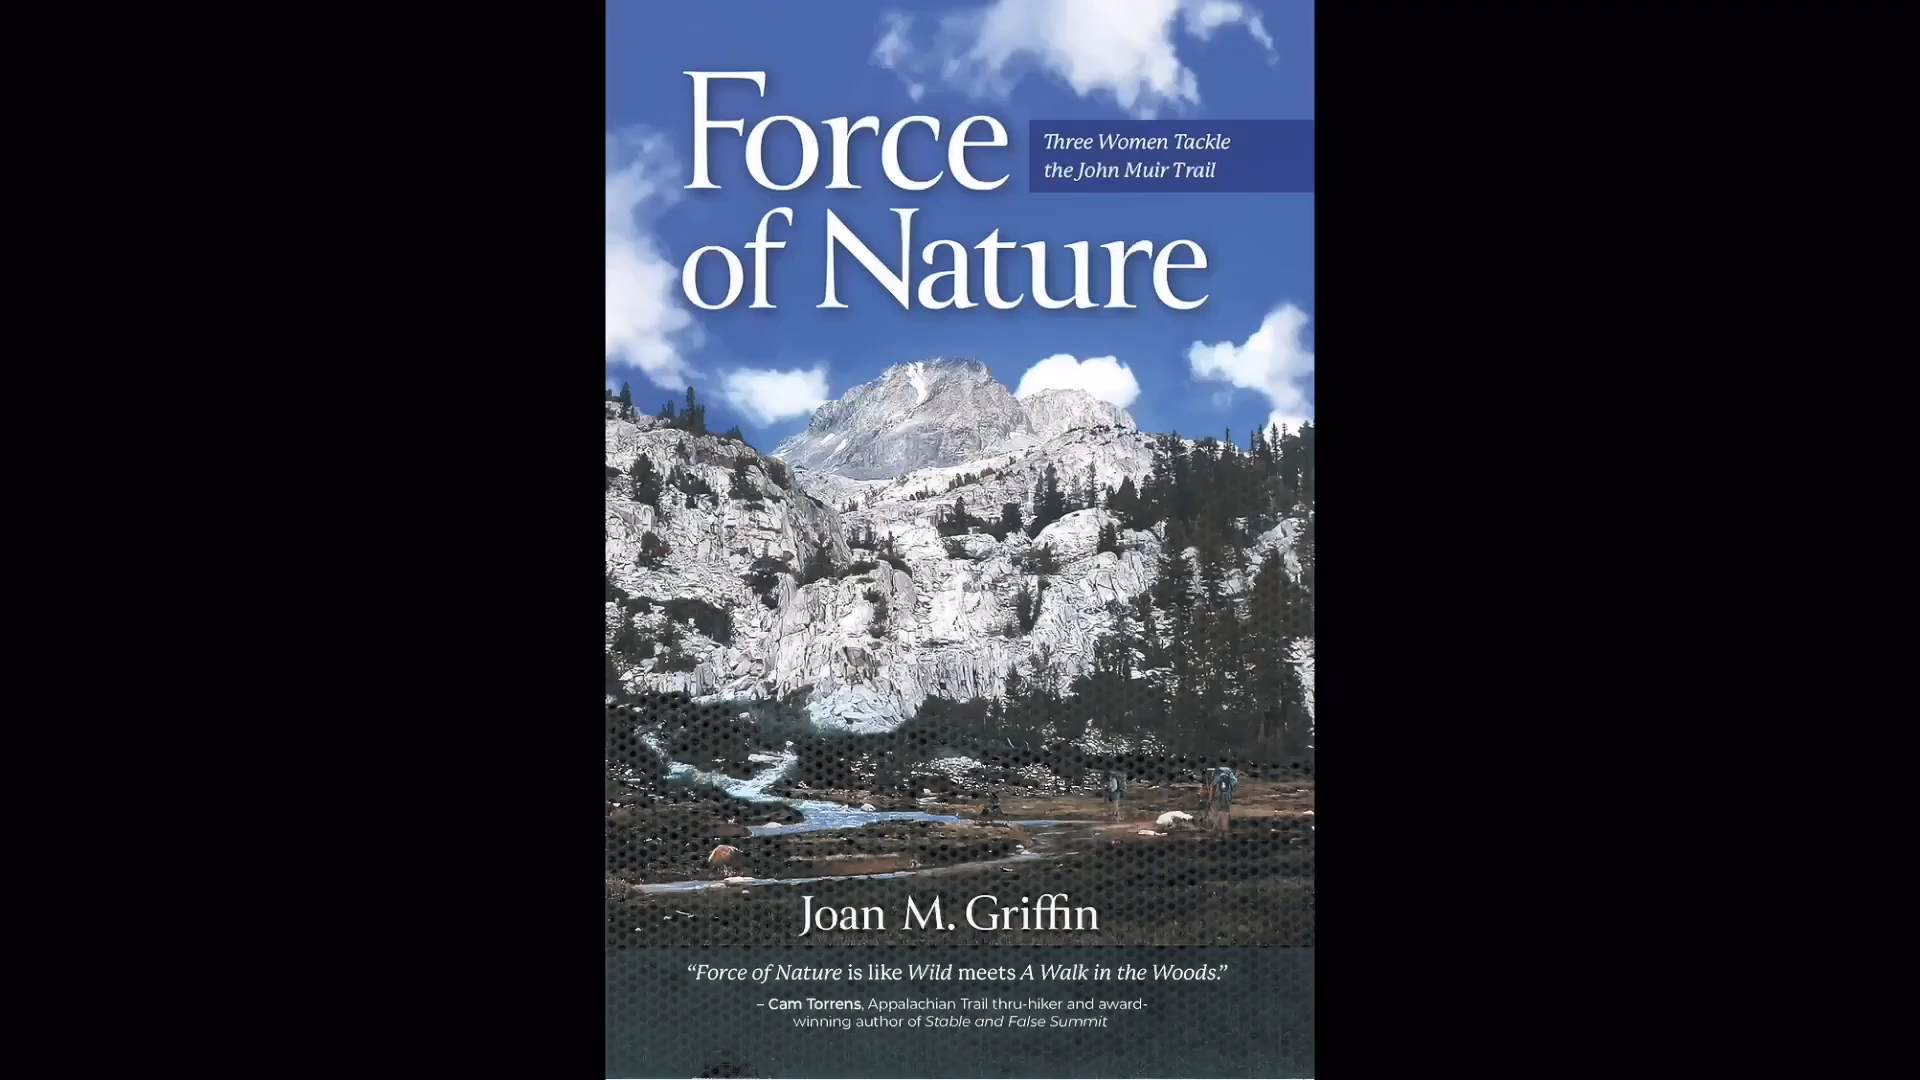 Force
Three Women Tackle
the John Muir Trail
of Nature
Joan M. Griffin
“Force of Nature is like Wild meets A Walk in the Woods.”
– Cam Torrens, Appalachian Trail thru-hiker and award-
winning author of Stable and False Summit